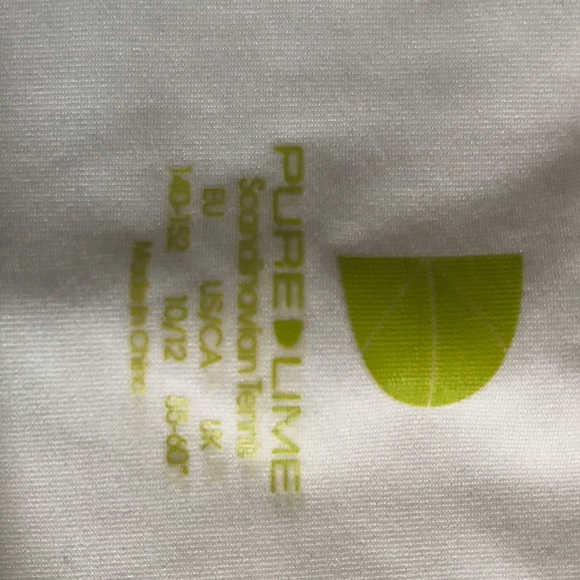 PURE LIME
Scandinavian Tennis
EU US/CA UK
140-152 10/12 55-60"
Made in China